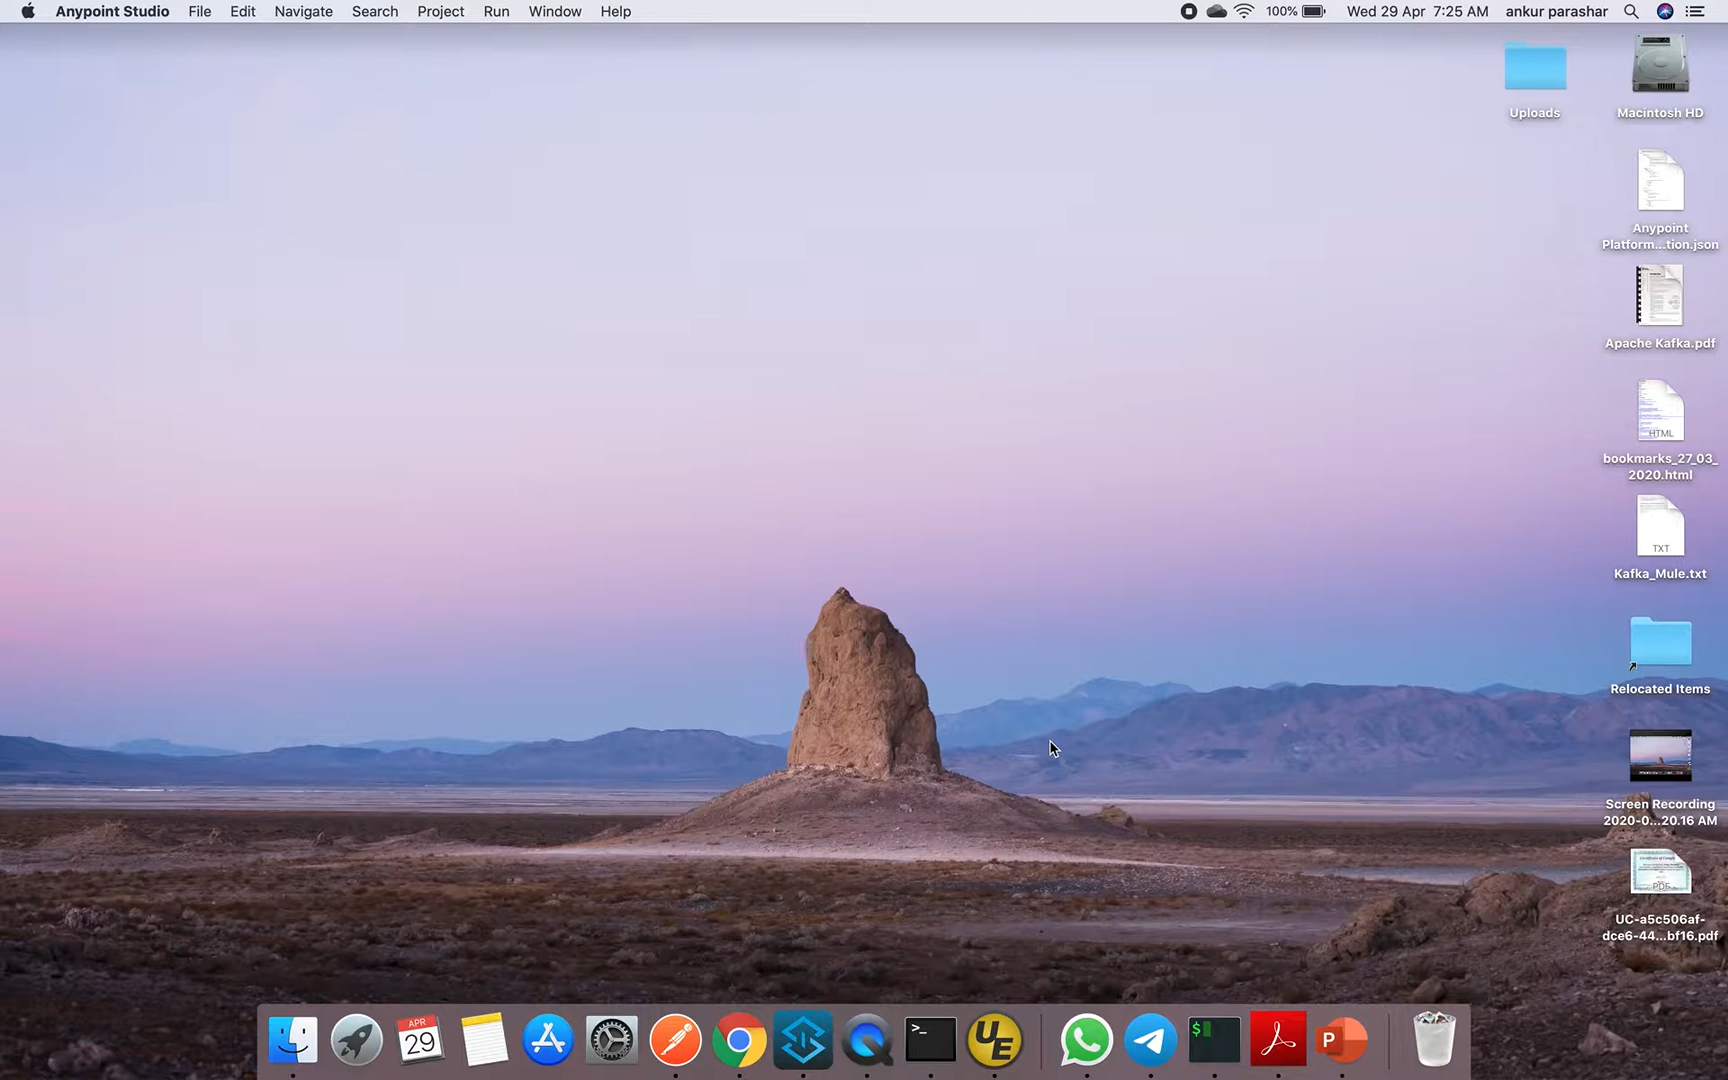 Anypoint Studio File Edit Navigate Search Project Run Window Help 100% Wed 29 Apr 7:25 AM ankur parashar
Uploads
Macintosh HD
Anypoint
Platform...tion.json
Apache Kafka.pdf
HTML
bookmarks_27_03_
2020.html
TXT
Kafka_Mule.txt
Relocated Items
Screen Recording
2020-0...20.16 AM
PDF
UC-a5c506af-
dce6-44...bf16.pdf
APR
29
>_
UE
$
P